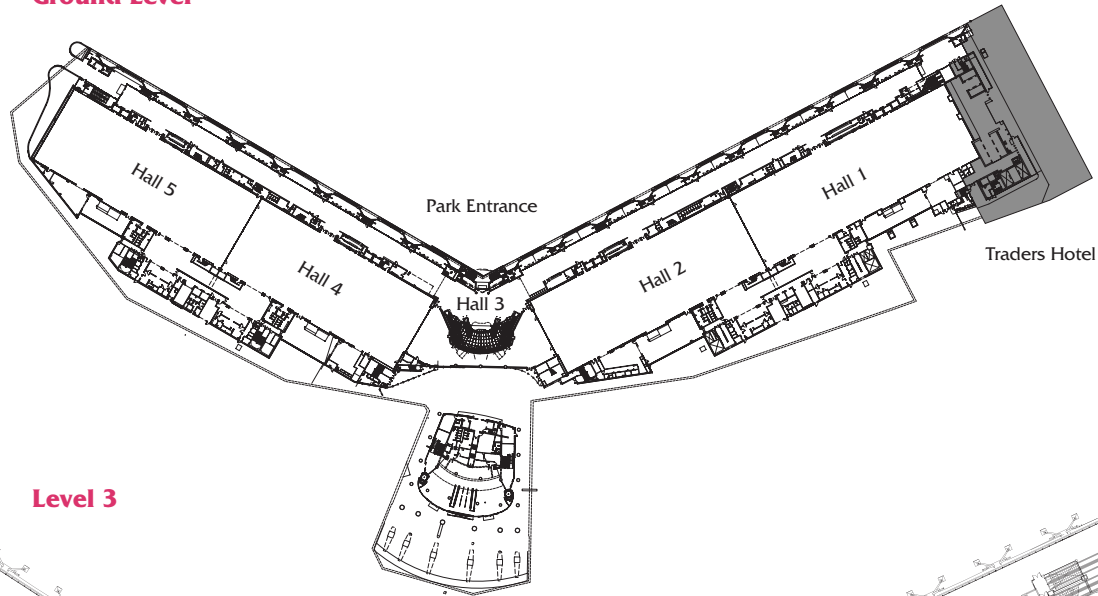 Ground Level
Hall 5
Hall 1
Park Entrance
Traders Hotel
Hall 4
Hall 2
Hall 3
Level 3